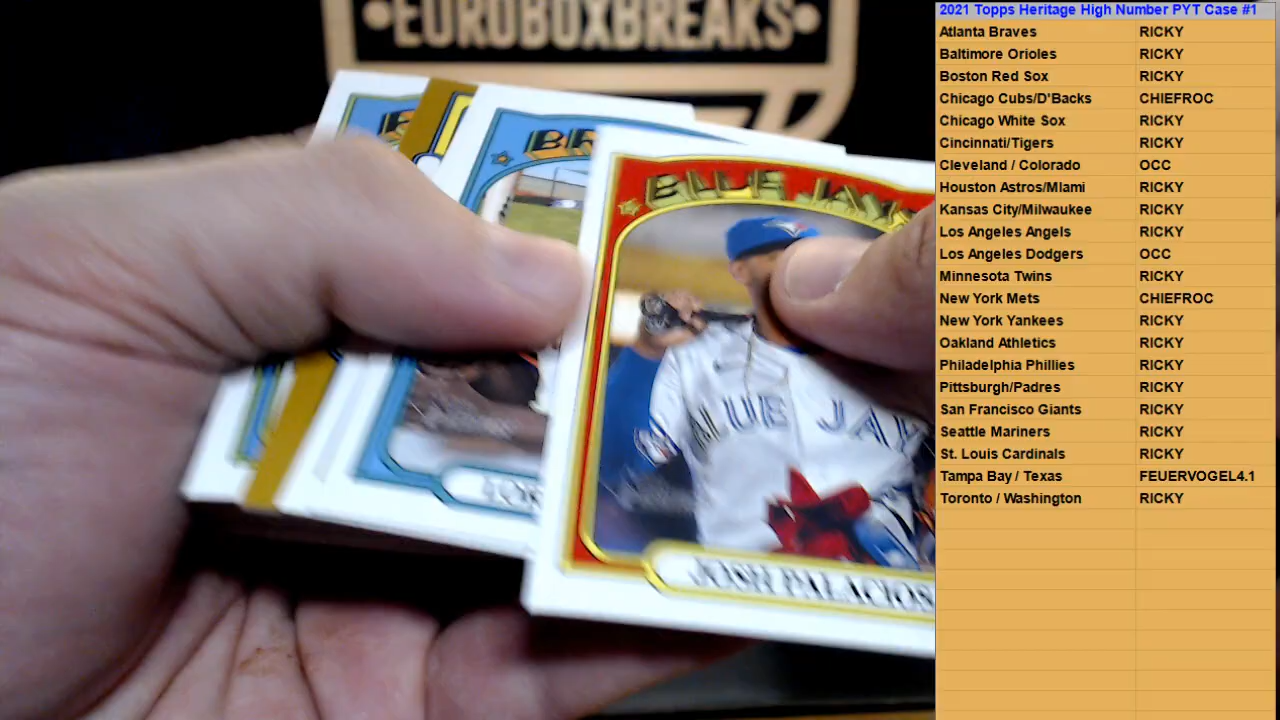 •EUROBOXBREAKS•
BR
BLUE JAYS
BLUE JAY
JOSH PALACIOS
2021 Topps Heritage High Number PYT Case #1
Atlanta Braves RICKY
Baltimore Orioles RICKY
Boston Red Sox RICKY
Chicago Cubs/D'Backs CHIEFROC
Chicago White Sox RICKY
Cincinnati/Tigers RICKY
Cleveland / Colorado OCC
Houston Astros/MIami RICKY
Kansas City/Milwaukee RICKY
Los Angeles Angels RICKY
Los Angeles Dodgers OCC
Minnesota Twins RICKY
New York Mets CHIEFROC
New York Yankees RICKY
Oakland Athletics RICKY
Philadelphia Phillies RICKY
Pittsburgh/Padres RICKY
San Francisco Giants RICKY
Seattle Mariners RICKY
St. Louis Cardinals RICKY
Tampa Bay / Texas FEUERVOGEL4.1
Toronto / Washington RICKY